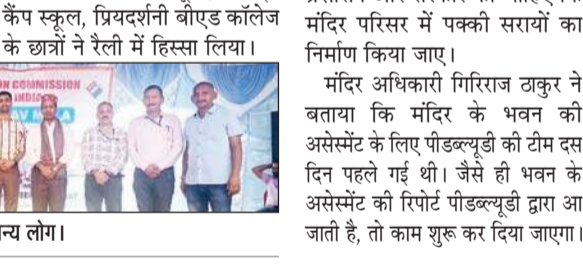 कैंप स्कूल, प्रियदर्शनी बीएड कॉलेज
के छात्रों ने रैली में हिस्सा लिया।
ON COMMISSION
INDIA
लोग।
मंदिर परिसर में पक्की सरायों का
निर्माण किया जाए।
मंदिर अधिकारी गिरिराज ठाकुर ने
बताया कि मंदिर के भवन की
असेस्मेंट के लिए पीडब्ल्यूडी की टीम दस
दिन पहले गई थी। जैसे ही भवन के
असेस्मेंट की रिपोर्ट पीडब्ल्यूडी द्वारा आ
जाती है, तो काम शुरू कर दिया जाएगा।